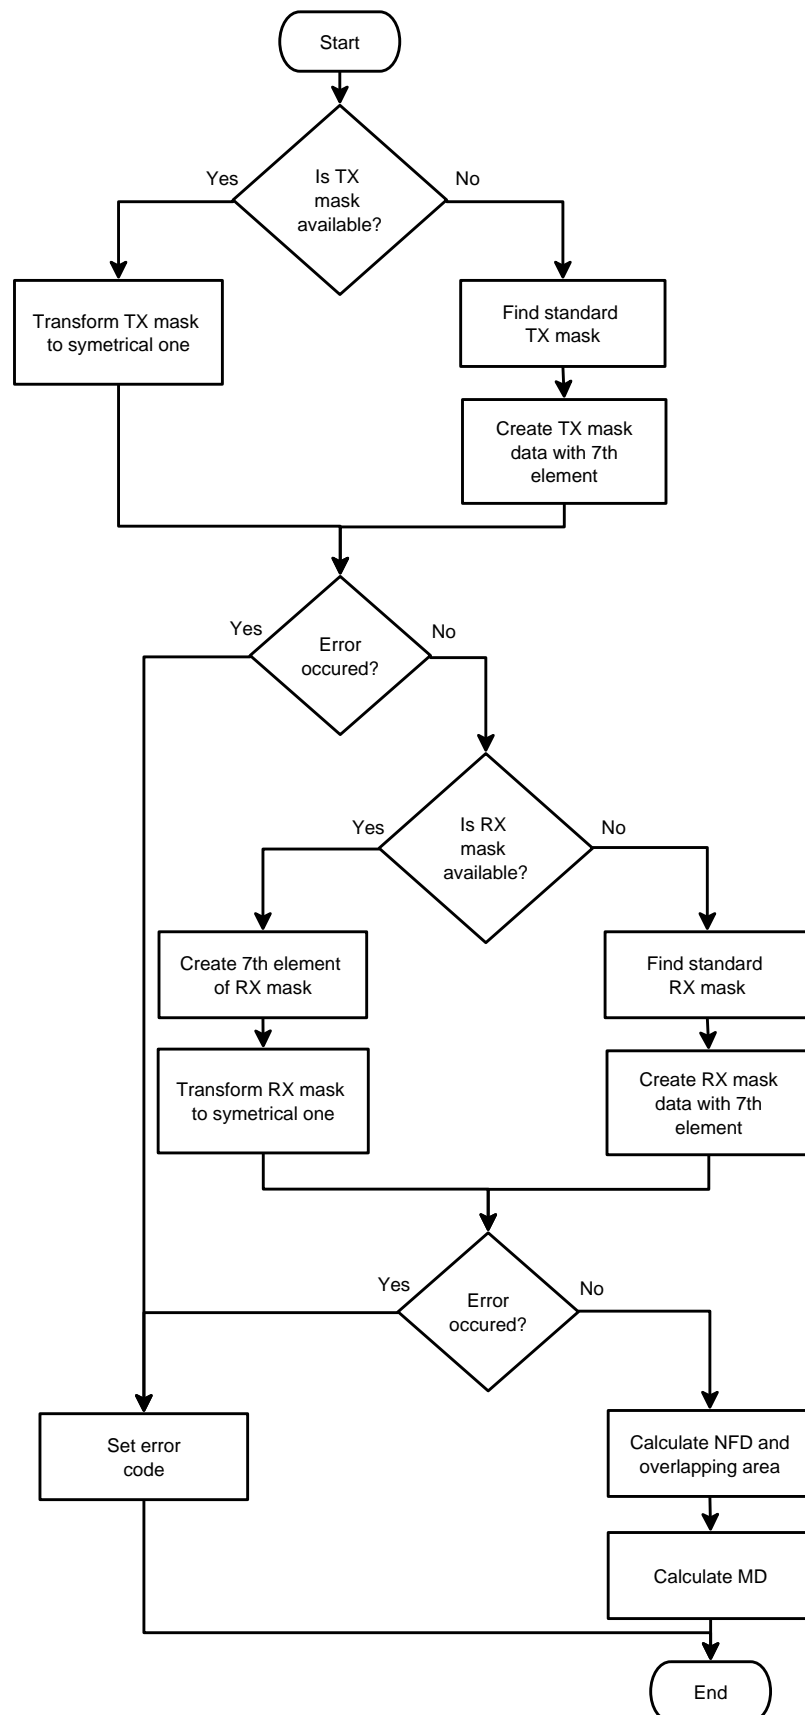 Start
Yes
Is TX
mask
available?
No
Transform TX mask
to symetrical one
Find standard
TX mask
Create TX mask
data with 7th
element
Yes
Error
occured?
No
Yes
Is RX
mask
available?
No
Create 7th element
of RX mask
Find standard
RX mask
Transform RX mask
to symetrical one
Create RX mask
data with 7th
element
Yes
Error
occured?
No
Set error
code
Calculate NFD and
overlapping area
Calculate MD
End